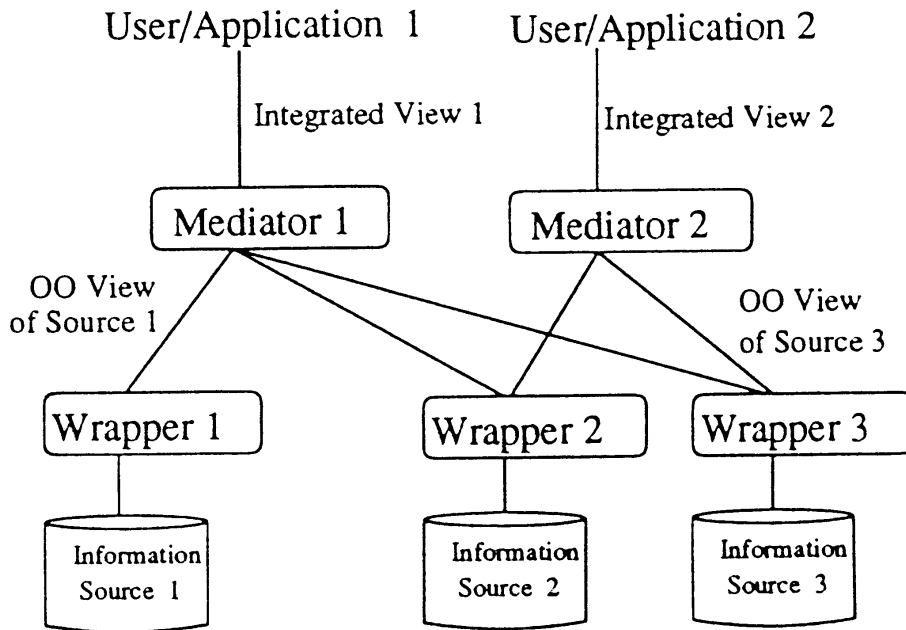 User/Application 1
User/Application 2
Integrated View 1
Integrated View 2
Mediator 1
Mediator 2
OO View
of Source 1
OO View
of Source 3
Wrapper 1
Wrapper 2
Wrapper 3
Information
Source 1
Information
Source 2
Information
Source 3